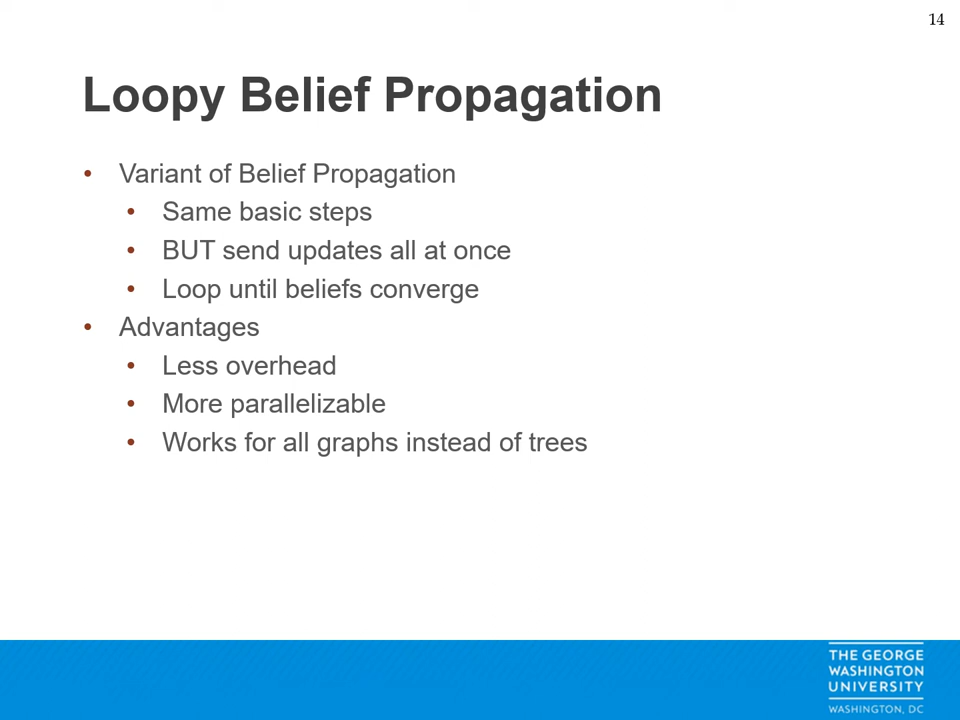 14
Loopy Belief Propagation
• Variant of Belief Propagation
• Same basic steps
• BUT send updates all at once
• Loop until beliefs converge
• Advantages
• Less overhead
• More parallelizable
• Works for all graphs instead of trees
THE GEORGE
WASHINGTON
UNIVERSITY
WASHINGTON, DC